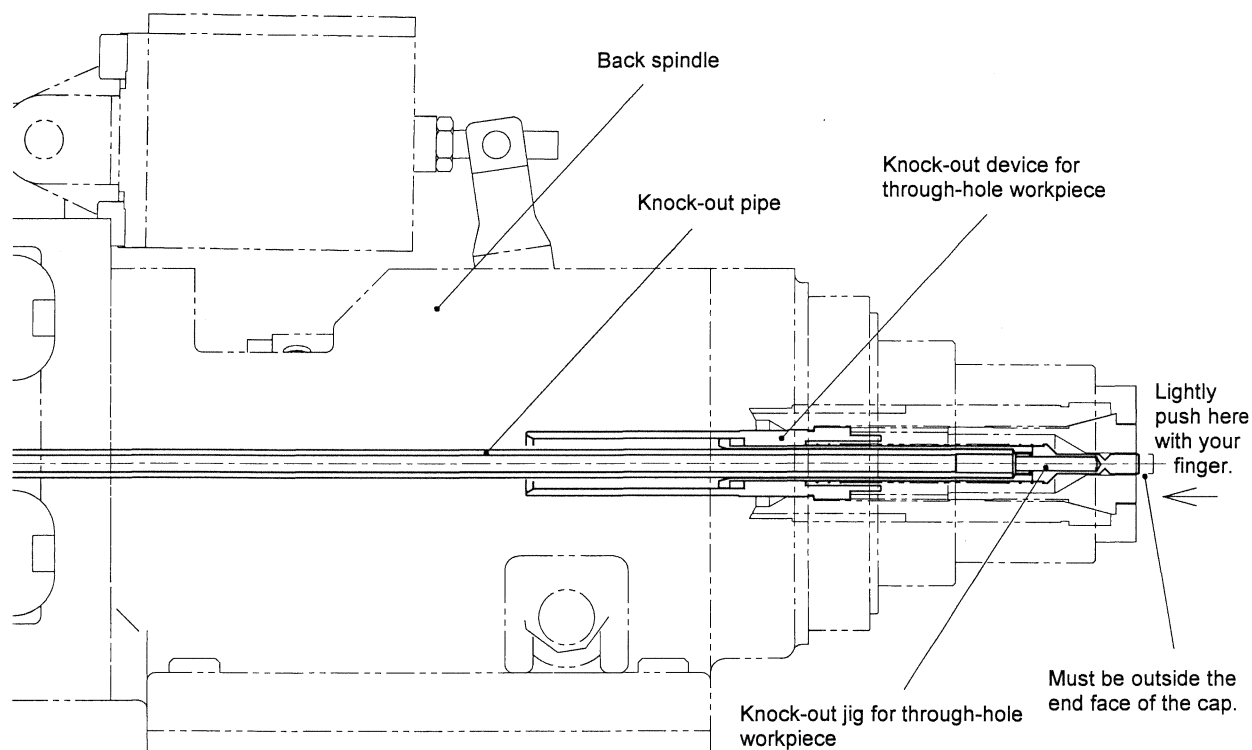 Back spindle
Knock-out device for
through-hole workpiece
Knock-out pipe
Lightly
push here
with your
finger.
Must be outside the
end face of the cap.
Knock-out jig for through-hole
workpiece